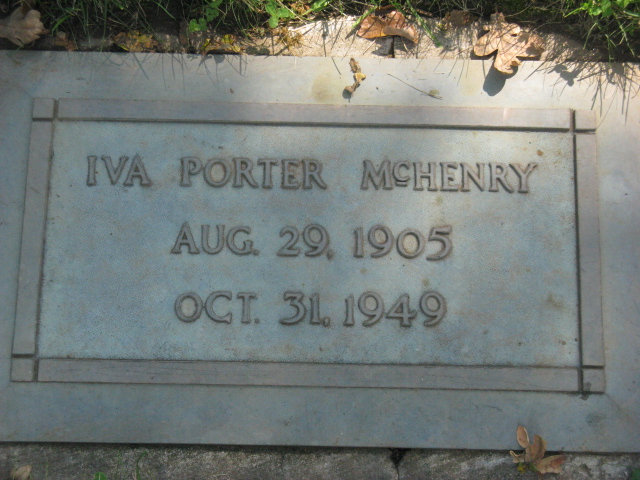 IVA PORTER McHENRY
AUG. 29, 1905
OCT. 31, 1949